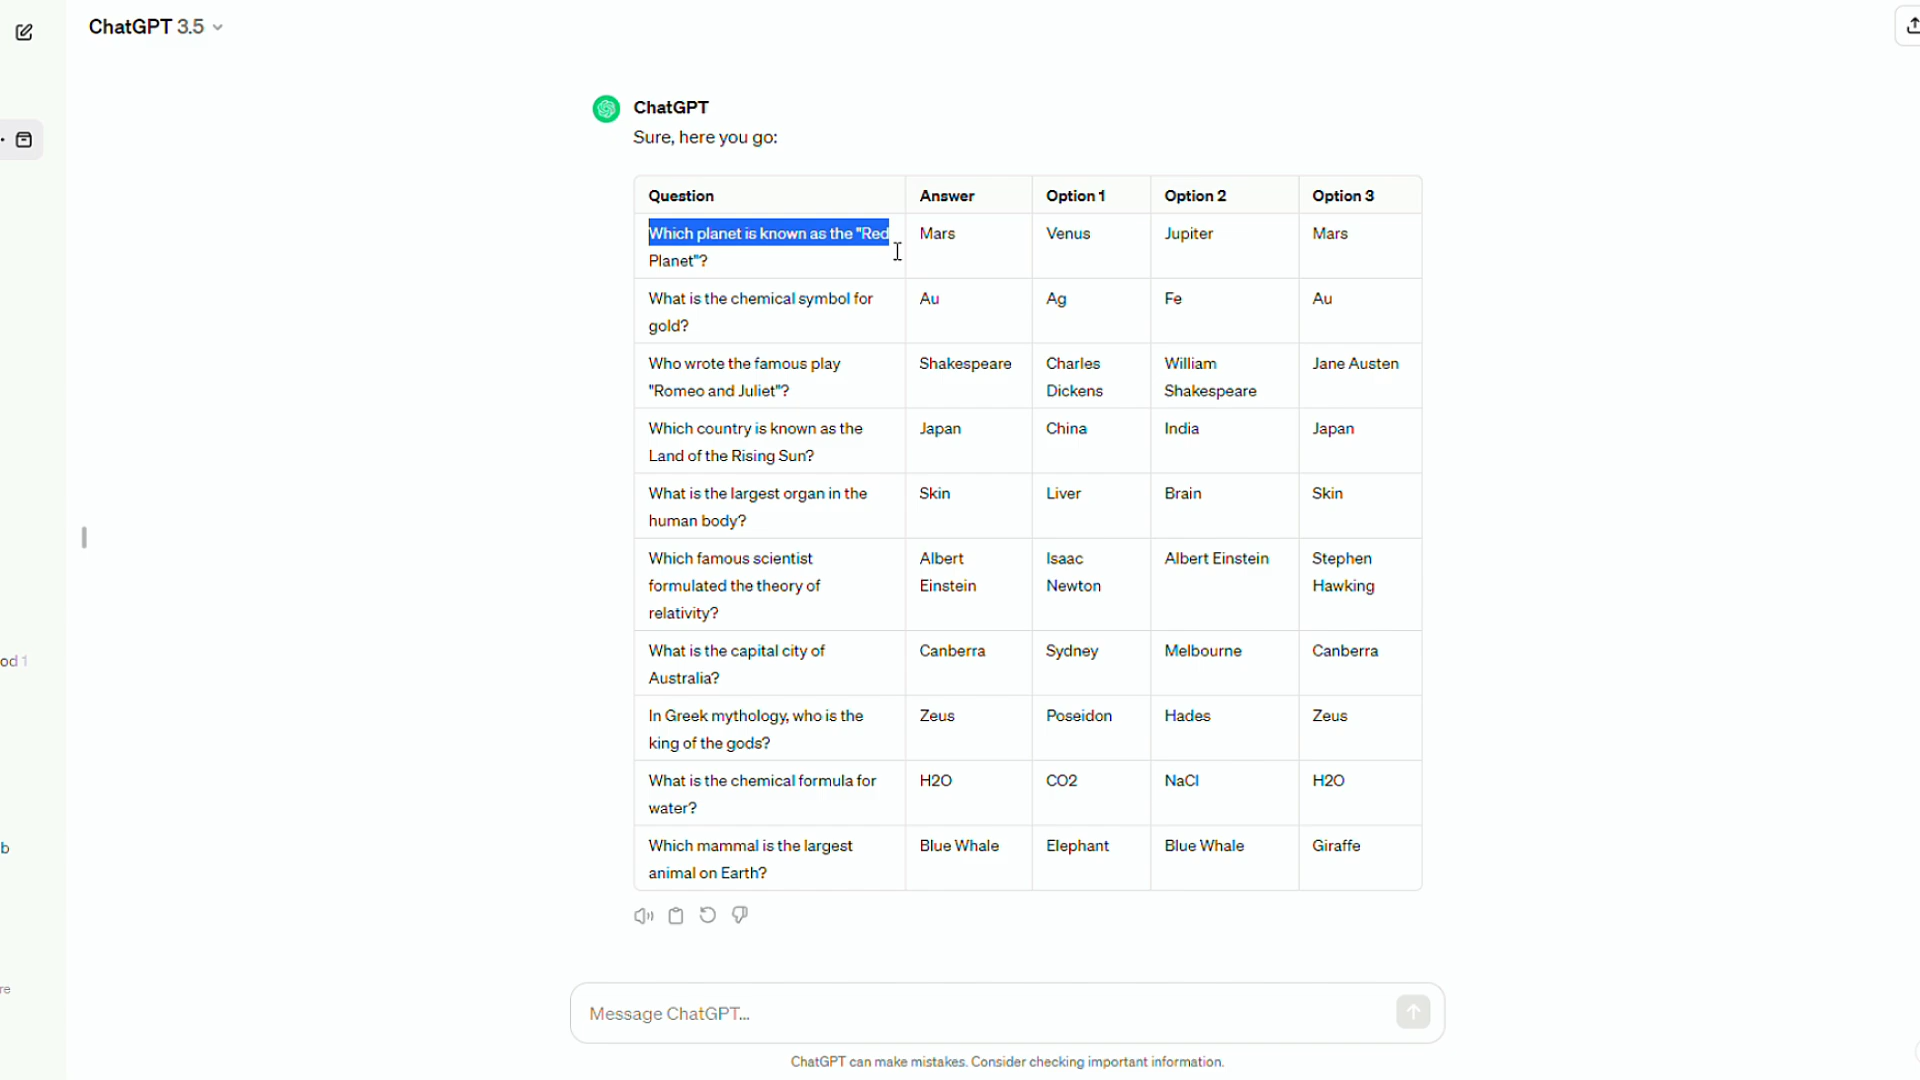 ChatGPT 3.5
ChatGPT
Sure, here you go:
Question Answer Option 1 Option 2 Option 3
Which planet is known as the "Red Mars Venus Jupiter Mars
Planet"?
What is the chemical symbol for Au Ag Fe Au
gold?
Who wrote the famous play Shakespeare Charles William Jane Austen
"Romeo and Juliet"? Dickens Shakespeare
Which country is known as the Japan China India Japan
Land of the Rising Sun?
What is the largest organ in the Skin Liver Brain Skin
human body?
Which famous scientist Albert Isaac Albert Einstein Stephen
formulated the theory of Einstein Newton Hawking
relativity?
What is the capital city of Canberra Sydney Melbourne Canberra
Australia?
od 1
In Greek mythology, who is the Zeus Poseidon Hades Zeus
king of the gods?
What is the chemical formula for H2O CO2 NaCl H2O
water?
b
Which mammal is the largest Blue Whale Elephant Blue Whale Giraffe
animal on Earth?
re
Message ChatGPT...
ChatGPT can make mistakes. Consider checking important information.